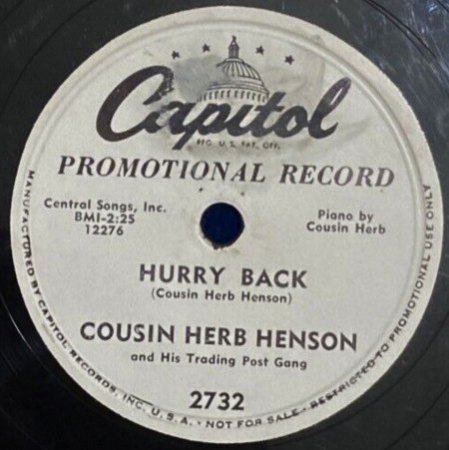 Capitol
REG. U.S. PAT. OFF.
PROMOTIONAL RECORD
Central Songs, Inc.
BMI-2:25
12276
Piano by
Cousin Herb
HURRY BACK
(Cousin Herb Henson)
COUSIN HERB HENSON
and His Trading Post Gang
2732
MANUFACTURED BY CAPITOL RECORDS, INC. U.S.A. - NOT FOR SALE - RESTRICTED TO PROMOTIONAL USE ONLY